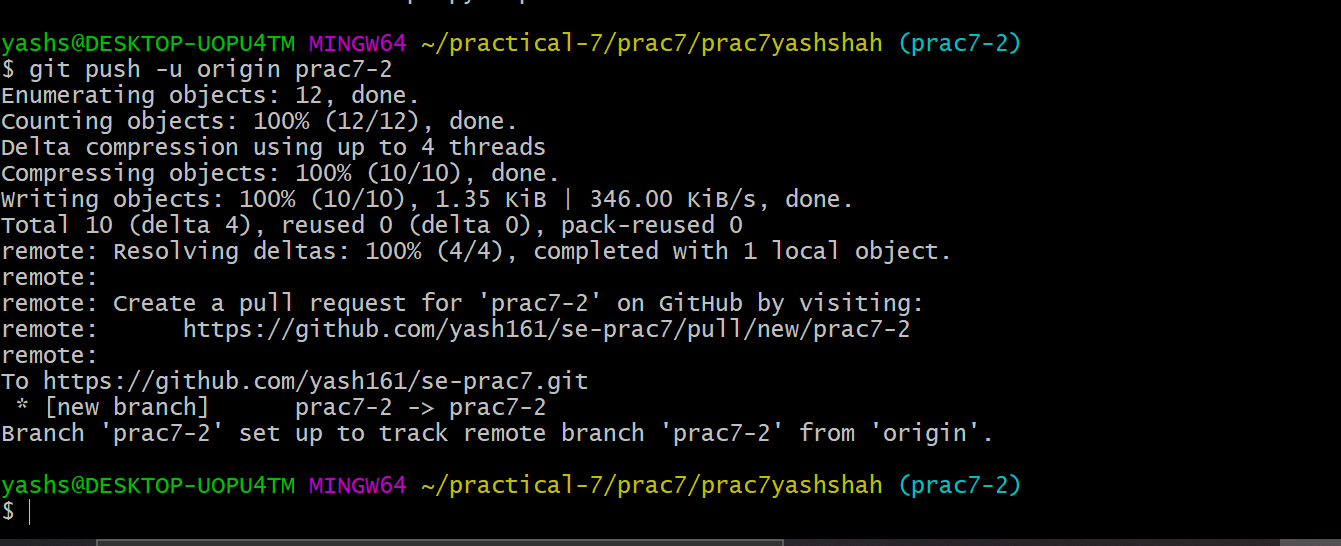 yashs@DESKTOP-UOPU4TM MINGW64 ~/practical-7/prac7/prac7yashshah (prac7-2)
$ git push -u origin prac7-2
Enumerating objects: 12, done.
Counting objects: 100% (12/12), done.
Delta compression using up to 4 threads
Compressing objects: 100% (10/10), done.
Writing objects: 100% (10/10), 1.35 KiB | 346.00 KiB/s, done.
Total 10 (delta 4), reused 0 (delta 0), pack-reused 0
remote: Resolving deltas: 100% (4/4), completed with 1 local object.
remote:
remote: Create a pull request for 'prac7-2' on GitHub by visiting:
remote:      https://github.com/yash161/se-prac7/pull/new/prac7-2
remote:
To https://github.com/yash161/se-prac7.git
 * [new branch]      prac7-2 -> prac7-2
Branch 'prac7-2' set up to track remote branch 'prac7-2' from 'origin'.
yashs@DESKTOP-UOPU4TM MINGW64 ~/practical-7/prac7/prac7yashshah (prac7-2)
$